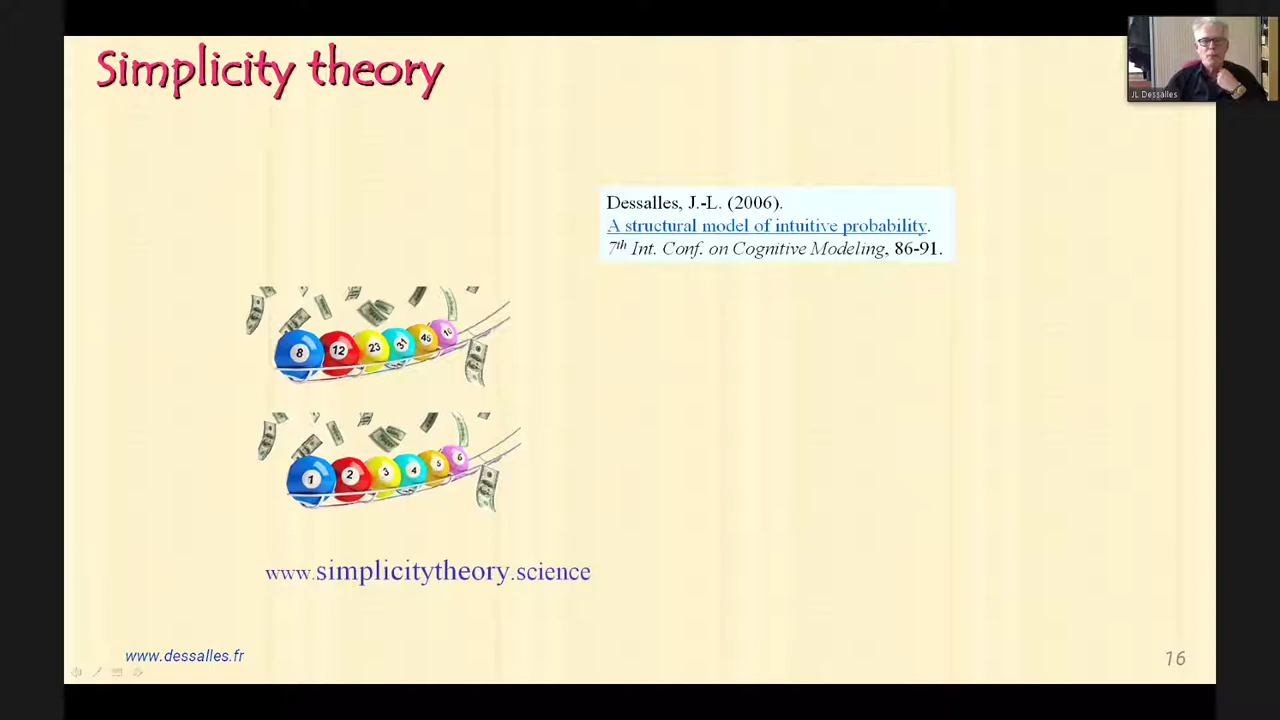 Simplicity theory
JL Dessalles
Dessalles, J.-L. (2006).
A structural model of intuitive probability.
7th Int. Conf. on Cognitive Modeling, 86-91.
8 12 23 31 45 16
1 2 3 4 5 6
www.simplicitytheory.science
www.dessalles.fr
16